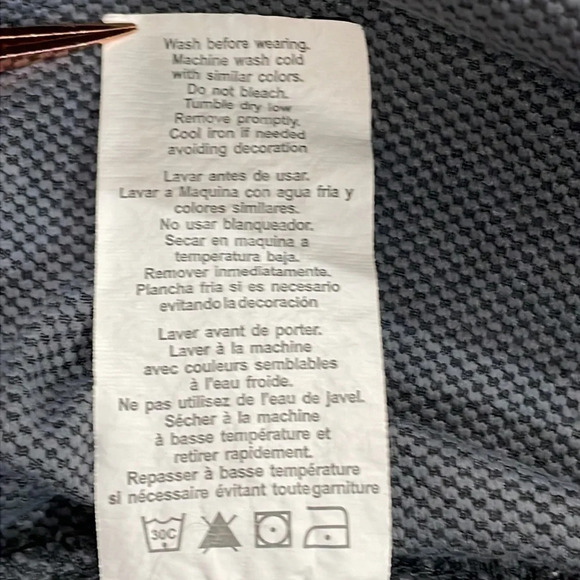 Wash before wearing.
Machine wash cold
with similar colors.
Do not bleach.
Tumble dry low
Remove promptly.
Cool iron if needed
avoiding decoration
Lavar antes de usar.
Lavar a Maquina con agua fria y
colores similares.
No usar blanqueador.
Secar en maquina a
temperatura baja.
Remover inmediatamente.
Plancha fria si es necesario
evitando la decoración
Laver avant de porter.
Laver à la machine
avec couleurs semblables
à l'eau froide.
Ne pas utilisez de l'eau de javel.
Sécher à la machine
à basse température et
retirer rapidement.
Repasser à basse température
si nécessaire évitant toute garniture
30C